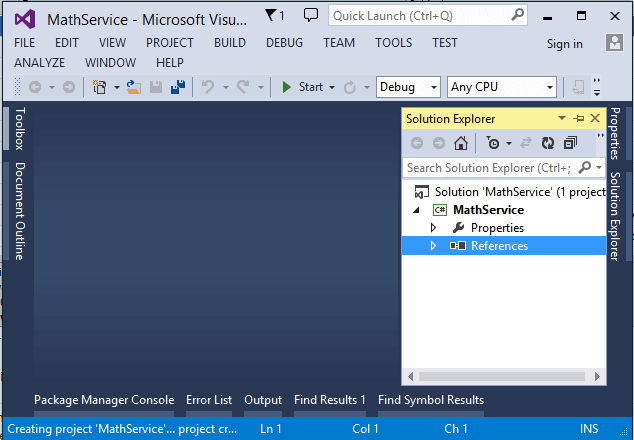 MathService - Microsoft Visu...
1
Quick Launch (Ctrl+Q)
FILE EDIT VIEW PROJECT BUILD DEBUG TEAM TOOLS TEST
Sign in
ANALYZE WINDOW HELP
Start Debug Any CPU
Toolbox
Document Outline
Solution Explorer
Search Solution Explorer (Ctrl+;
Solution 'MathService' (1 project
C# MathService
Properties
References
Properties
Solution Explorer
Package Manager Console Error List Output Find Results 1 Find Symbol Results
Creating project 'MathService'... project cr... Ln 1 Col 1 Ch 1 INS